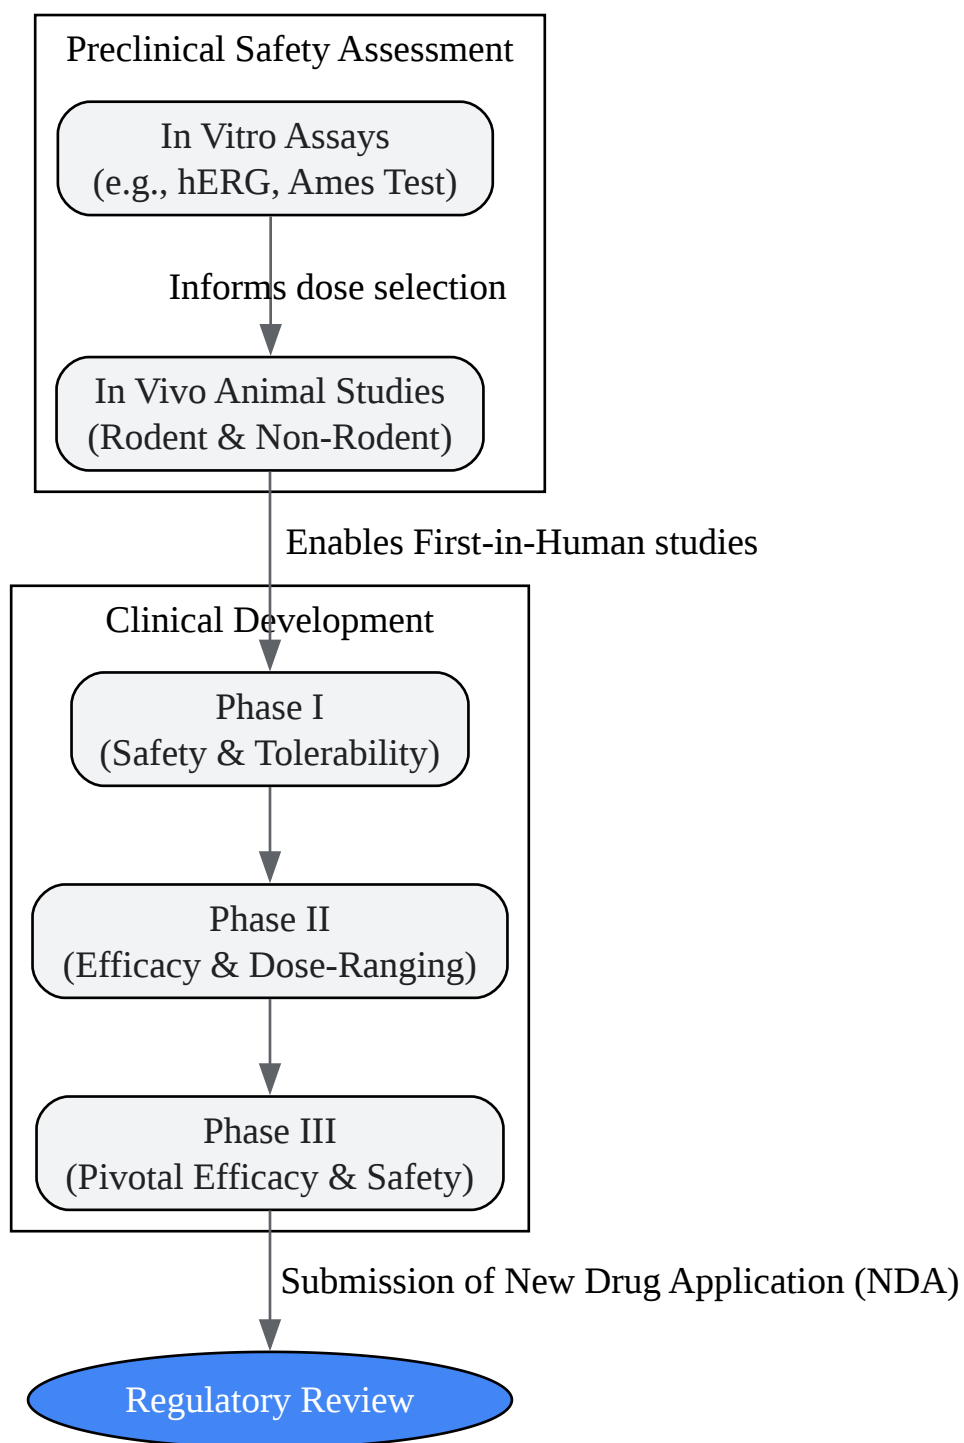 Preclinical Safety Assessment
In Vitro Assays
(e.g., hERG, Ames Test)
Informs dose selection
In Vivo Animal Studies
(Rodent & Non-Rodent)
Enables First-in-Human studies
Clinical Development
Phase I
(Safety & Tolerability)
Phase II
(Efficacy & Dose-Ranging)
Phase III
(Pivotal Efficacy & Safety)
Submission of New Drug Application (NDA)
Regulatory Review